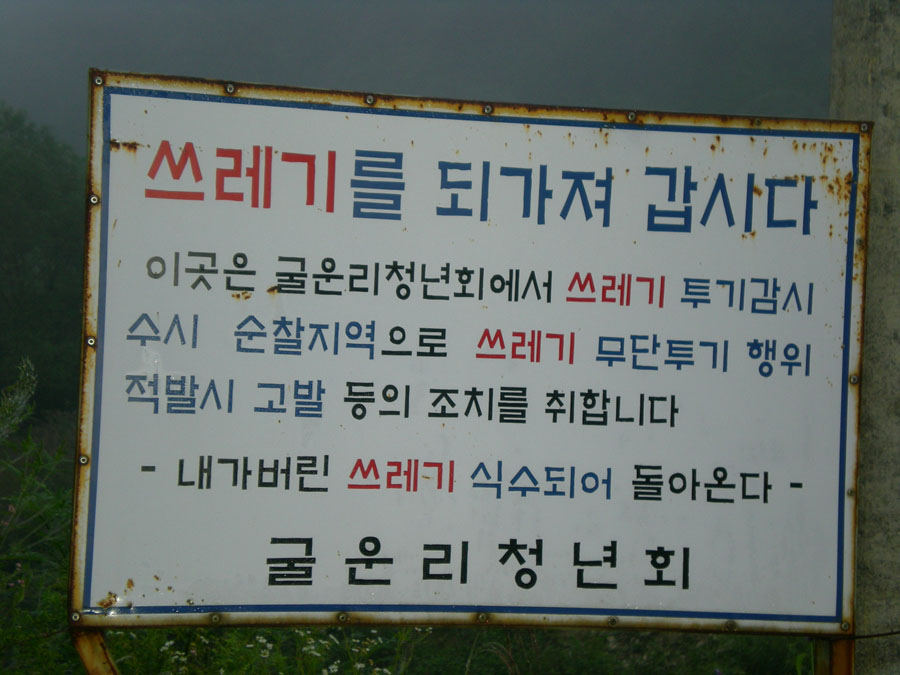 쓰레기를 되가져 갑시다
이곳은 굴운리청년회에서 쓰레기 투기감시
수시 순찰지역으로 쓰레기 무단투기 행위
적발시 고발 등의 조치를 취합니다
- 내가버린 쓰레기 식수되어 돌아온다 -
굴운리청년회